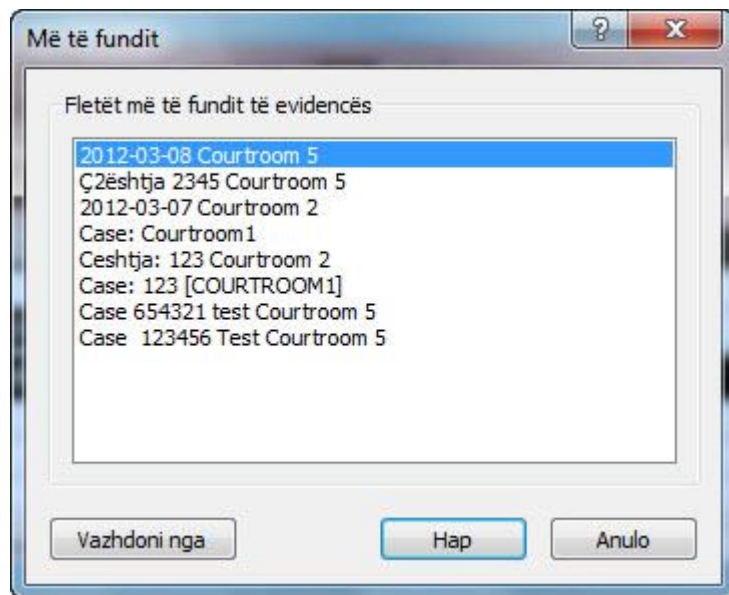 Më të fundit
Fletët më të fundit të evidencës
2012-03-08 Courtroom 5
Ç2ështja 2345 Courtroom 5
2012-03-07 Courtroom 2
Case: Courtroom1
Ceshtja: 123 Courtroom 2
Case: 123 [COURTROOM1]
Case 654321 test Courtroom 5
Case  123456 Test Courtroom 5
Vazhdoni nga
Hap
Anulo